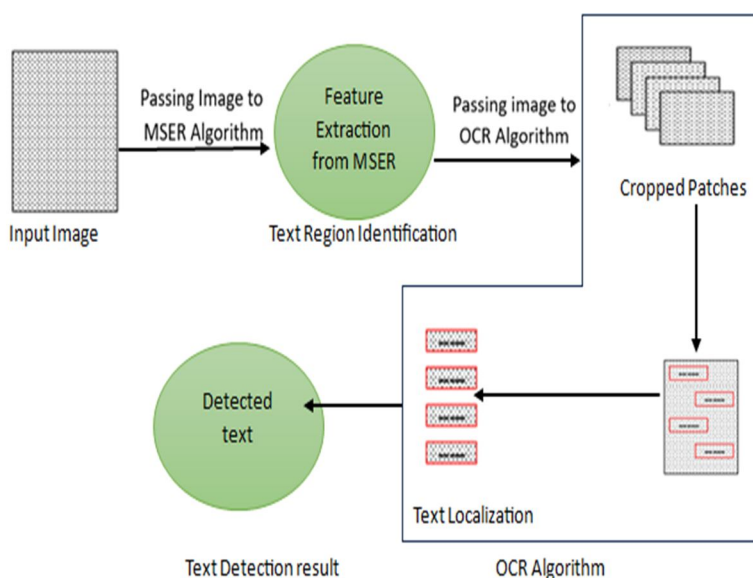 Passing Image to
MSER Algorithm
Feature
Extraction
from MSER
Passing image to
OCR Algorithm
Cropped Patches
Input Image
Text Region Identification
Detected
text
Text Localization
Text Detection result
OCR Algorithm